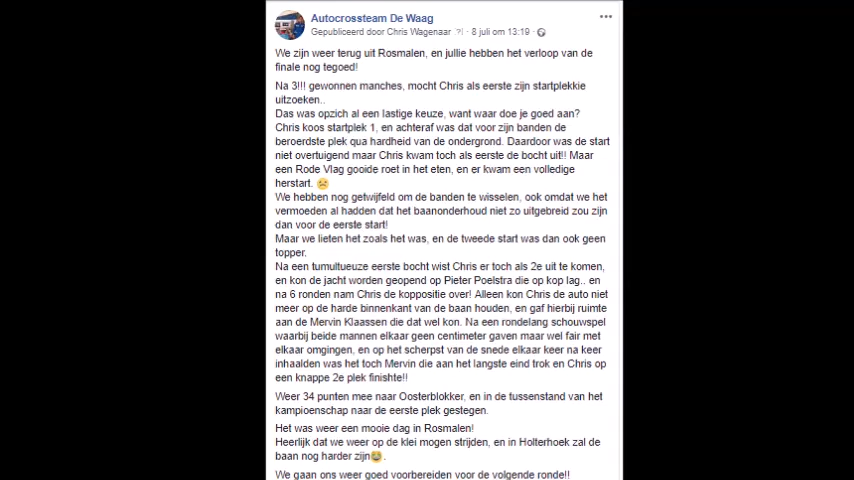 Autocrossteam De Waag
Gepubliceerd door Chris Wagenaar · 8 juli om 13:19 ·
We zijn weer terug uit Rosmalen, en jullie hebben het verloop van de
finale nog tegoed!
Na 3!!! gewonnen manches, mocht Chris als eerste zijn startplekkie
uitzoeken..
Das was opzich al een lastige keuze, want waar doe je goed aan?
Chris koos startplek 1, en achteraf was dat voor zijn banden de
beroerdste plek qua hardheid van de ondergrond. Daardoor was de start
niet overtuigend maar Chris kwam toch als eerste de bocht uit!! Maar
een Rode Vlag gooide roet in het eten, en er kwam een volledige
herstart. 😟
We hebben nog getwijfeld om de banden te wisselen, ook omdat we het
vermoeden al hadden dat het baanonderhoud niet zo uitgebreid zou zijn
dan voor de eerste start!
Maar we lieten het zoals het was, en de tweede start was dan ook geen
topper.
Na een tumultueuze eerste bocht wist Chris er toch als 2e uit te komen,
en kon de jacht worden geopend op Pieter Poelstra die op kop lag.. en
na 6 ronden nam Chris de koppositie over! Alleen kon Chris de auto niet
meer op de harde binnenkant van de baan houden, en gaf hierbij ruimte
aan de Mervin Klaassen die dat wel kon. Na een rondelang schouwspel
waarbij beide mannen elkaar geen centimeter gaven maar wel fair met
elkaar omgingen, en op het scherpst van de snede elkaar keer na keer
inhaalden was het toch Mervin die aan het langste eind trok en Chris op
een knappe 2e plek finishte!!
Weer 34 punten mee naar Oosterblokker, en in de tussenstand van het
kampioenschap naar de eerste plek gestegen.
Het was weer een mooie dag in Rosmalen!
Heerlijk dat we weer op de klei mogen strijden, en in Holterhoek zal de
baan nog harder zijn😂.
We gaan ons weer goed voorbereiden voor de volgende ronde!!